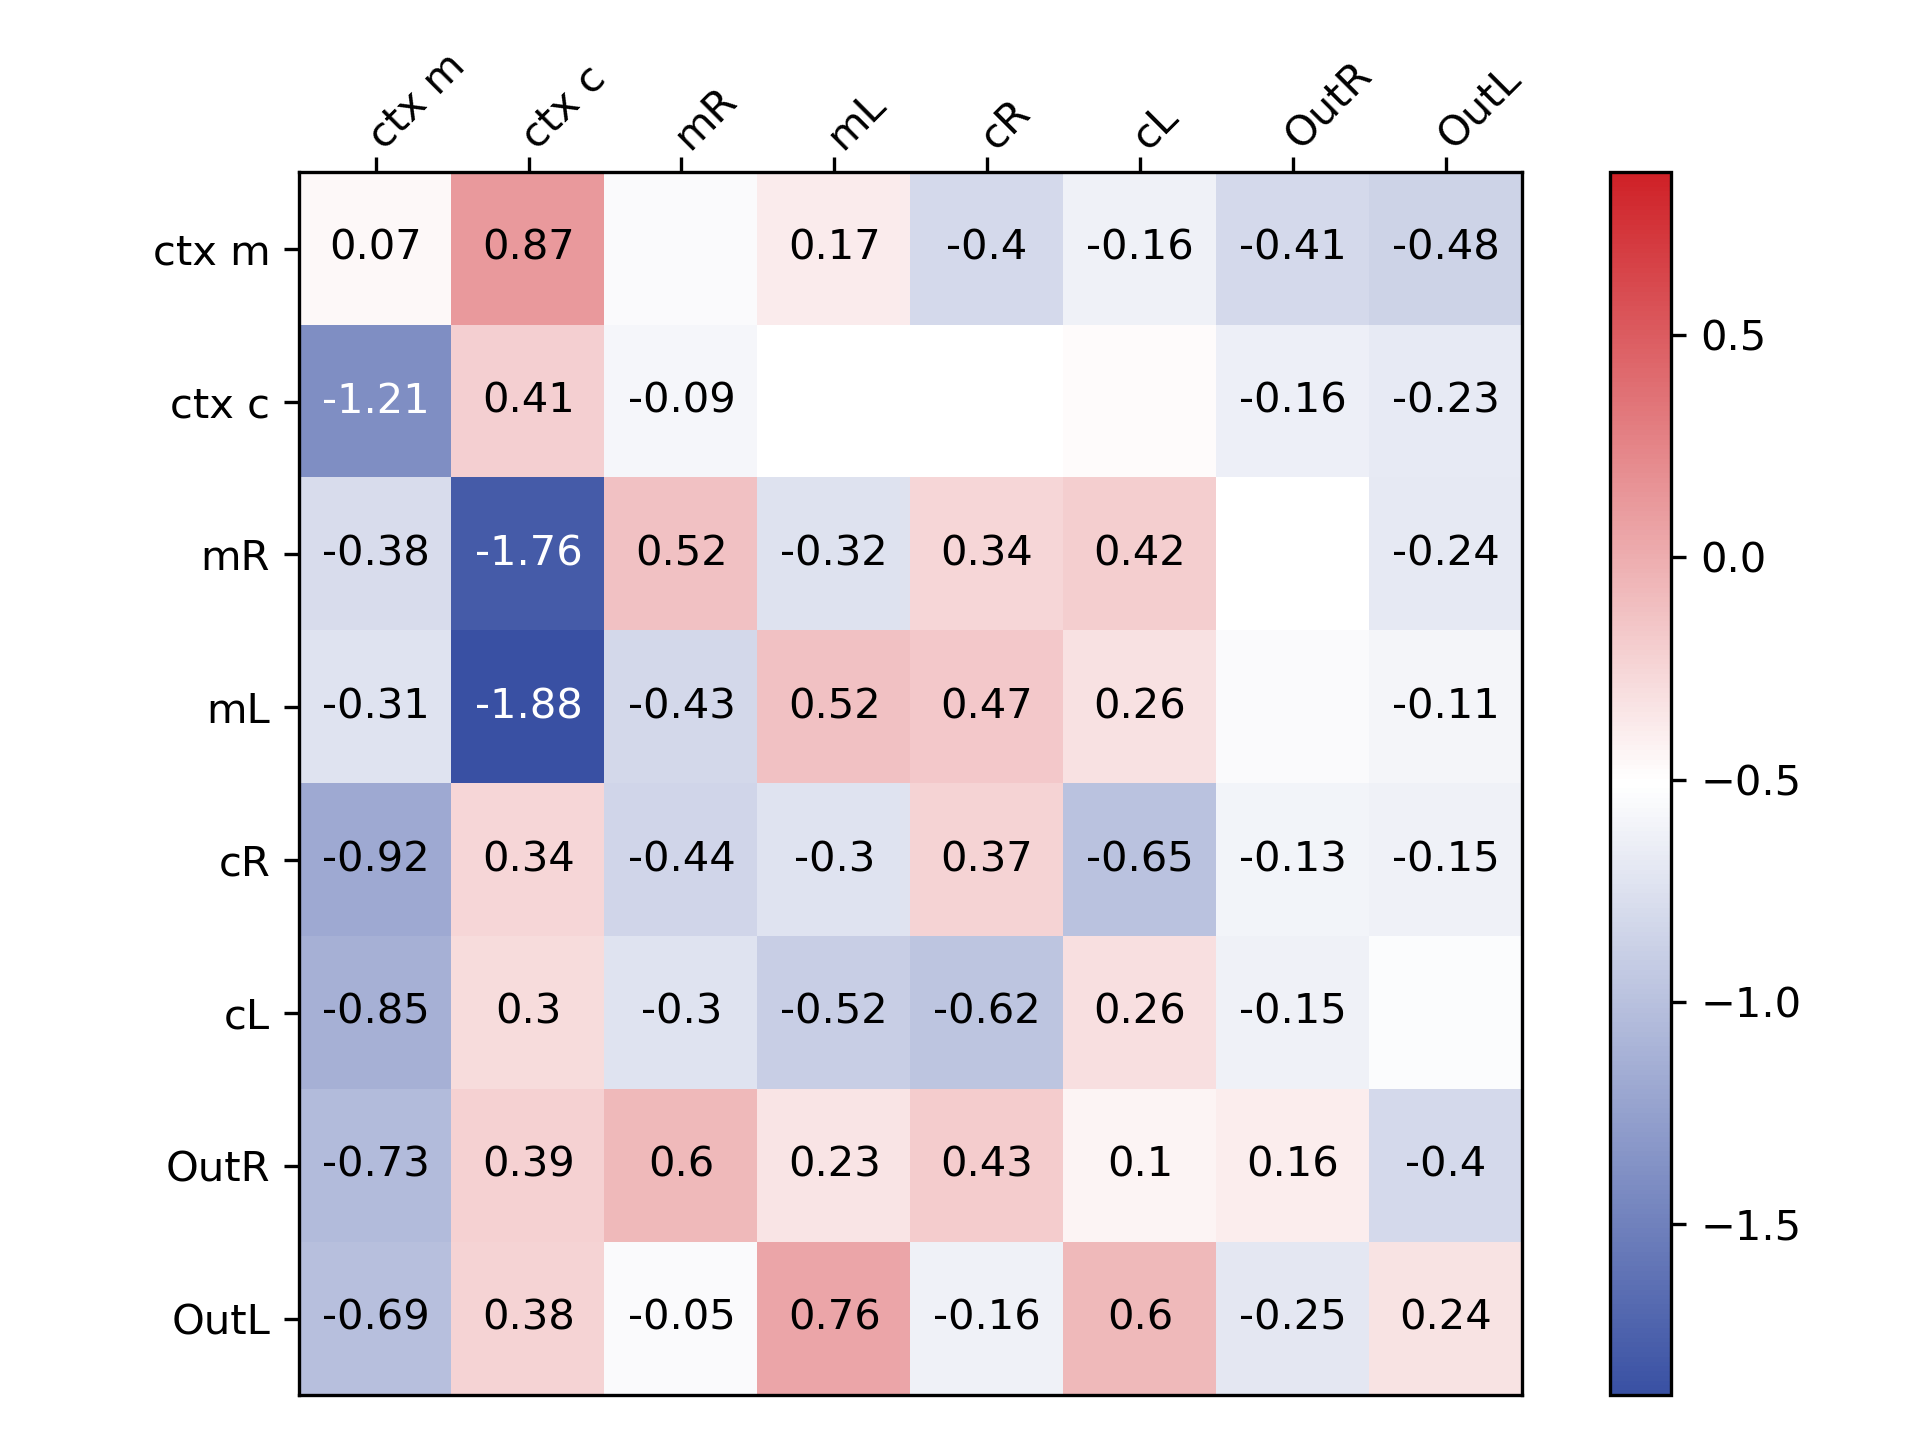 ctx m ctx c mR mL cR cL OutR OutL
ctx m 0.07 0.87 0.17 -0.4 -0.16 -0.41 -0.48
ctx c -1.21 0.41 -0.09 -0.16 -0.23
mR -0.38 -1.76 0.52 -0.32 0.34 0.42 -0.24
mL -0.31 -1.88 -0.43 0.52 0.47 0.26 -0.11
cR -0.92 0.34 -0.44 -0.3 0.37 -0.65 -0.13 -0.15
cL -0.85 0.3 -0.3 -0.52 -0.62 0.26 -0.15
OutR -0.73 0.39 0.6 0.23 0.43 0.1 0.16 -0.4
OutL -0.69 0.38 -0.05 0.76 -0.16 0.6 -0.25 0.24
0.5
0.0
−0.5
−1.0
−1.5